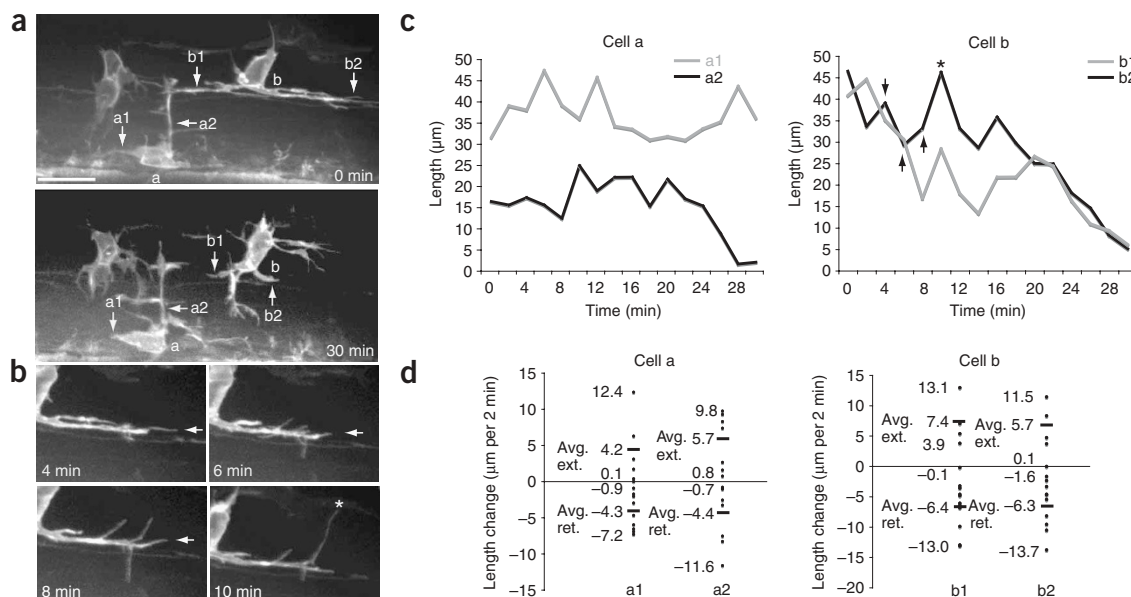 a
b1
b
b2
a1
a2
a
0 min
b1
b
a1
a2
b2
a
30 min
b
4 min
6 min
*
8 min
10 min
c
Cell a
a1
a2
Length (µm)
50
45
40
35
30
25
20
15
10
5
0
0 4 8 12 16 20 24 28
Time (min)
Cell b
b1
b2
*
Length (µm)
50
45
40
35
30
25
20
15
10
5
0
0 4 8 12 16 20 24 28
Time (min)
d
Cell a
Length change (µm per 2 min)
15
10
5
0
−5
−10
−15
12.4
9.8
Avg. ext.
4.2
Avg. ext.
5.7
0.1
0.8
−0.9
−0.7
Avg. ret.
−4.3
Avg. ret.
−4.4
−7.2
−11.6
a1 a2
Cell b
Length change (µm per 2 min)
15
10
5
0
−5
−10
−15
−20
13.1
11.5
Avg. ext.
7.4
3.9
Avg. ext.
5.7
0.1
−0.1
−1.6
Avg. ret.
−6.4
Avg. ret.
−6.3
−13.0
−13.7
b1 b2